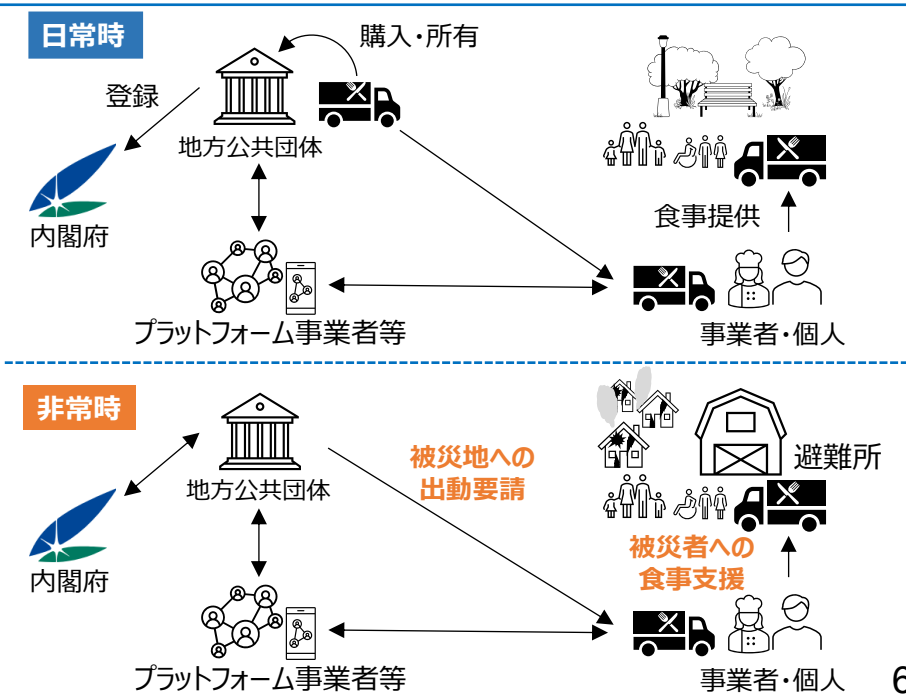 日常時
購入・所有
登録
地方公共団体
内閣府
食事提供
プラットフォーム事業者等
事業者・個人
非常時
被災地への
出動要請
避難所
地方公共団体
内閣府
被災者への
食事支援
プラットフォーム事業者等
事業者・個人
6